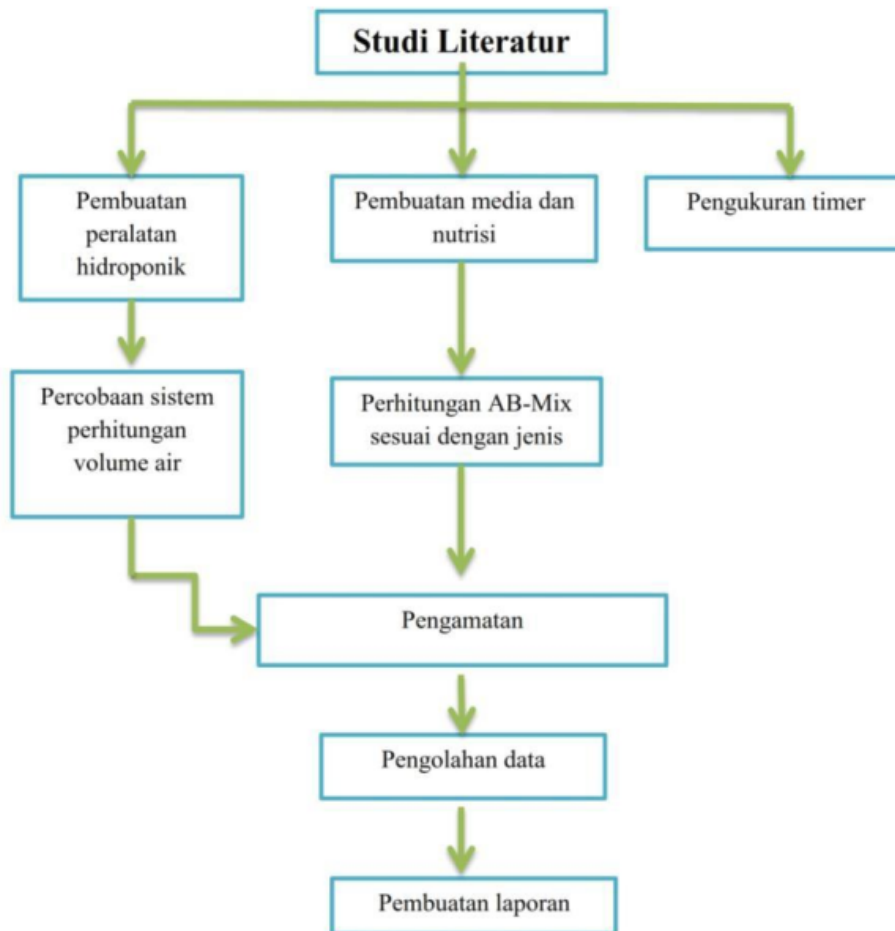 Studi Literatur
Pembuatan
peralatan
hidroponik
Pembuatan media dan
nutrisi
Pengukuran timer
Percobaan sistem
perhitungan
volume air
Perhitungan AB-Mix
sesuai dengan jenis
Pengamatan
Pengolahan data
Pembuatan laporan